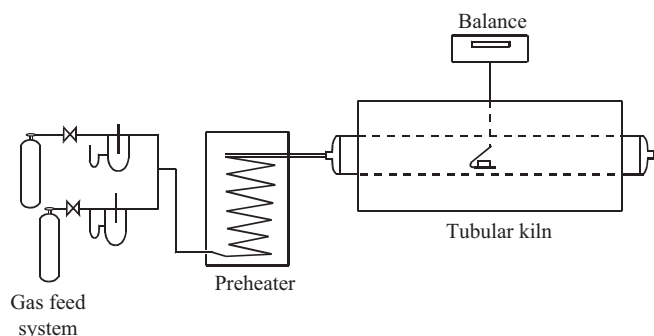 Balance
Tubular kiln
Preheater
Gas feed
system